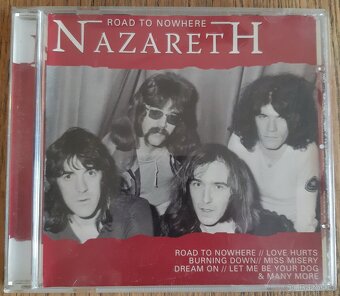 ROAD TO NOWHERE
NAZARETH
ROAD TO NOWHERE // LOVE HURTS
BURNING DOWN // MISS MISERY
DREAM ON // LET ME BE YOUR DOG
& MANY MORE